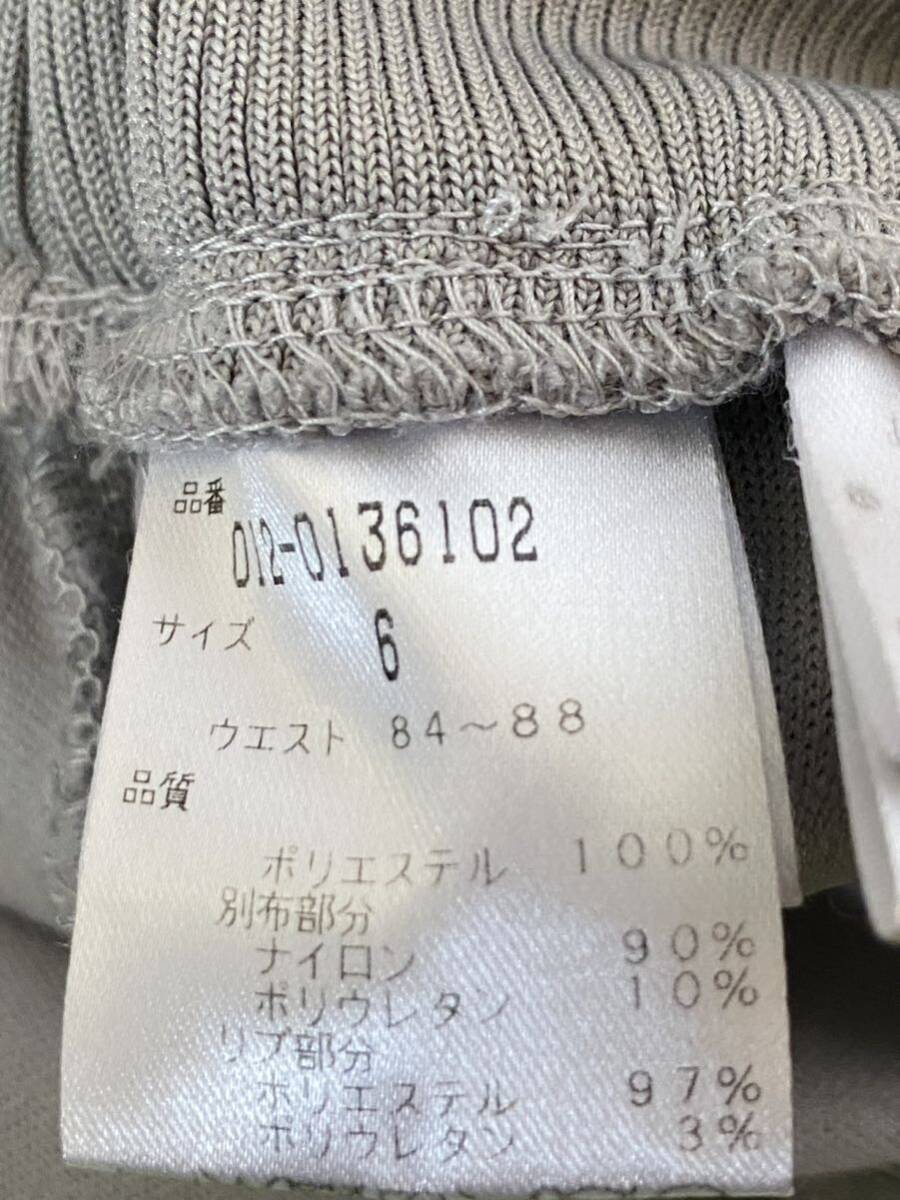 品番
012-0136102
サイズ 6
ウエスト 84～88
品質
ポリエステル 100%
別布部分
ナイロン 90%
ポリウレタン 10%
リブ部分
ポリエステル 97%
ポリウレタン 3%